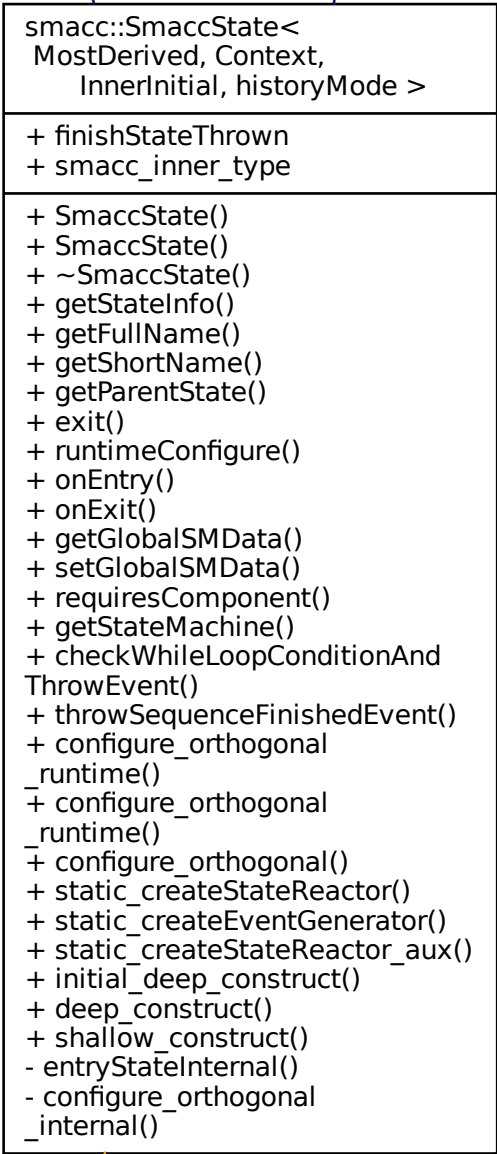 smacc::SmaccState<
MostDerived, Context,
InnerInitial, historyMode >
+ finishStateThrown
+ smacc_inner_type
+ SmaccState()
+ SmaccState()
+ ~SmaccState()
+ getStateInfo()
+ getFullName()
+ getShortName()
+ getParentState()
+ exit()
+ runtimeConfigure()
+ onEntry()
+ onExit()
+ getGlobalSMData()
+ setGlobalSMData()
+ requiresComponent()
+ getStateMachine()
+ checkWhileLoopConditionAnd
ThrowEvent()
+ throwSequenceFinishedEvent()
+ configure_orthogonal
_runtime()
+ configure_orthogonal
_runtime()
+ configure_orthogonal()
+ static_createStateReactor()
+ static_createEventGenerator()
+ static_createStateReactor_aux()
+ initial_deep_construct()
+ deep_construct()
+ shallow_construct()
- entryStateInternal()
- configure_orthogonal
_internal()